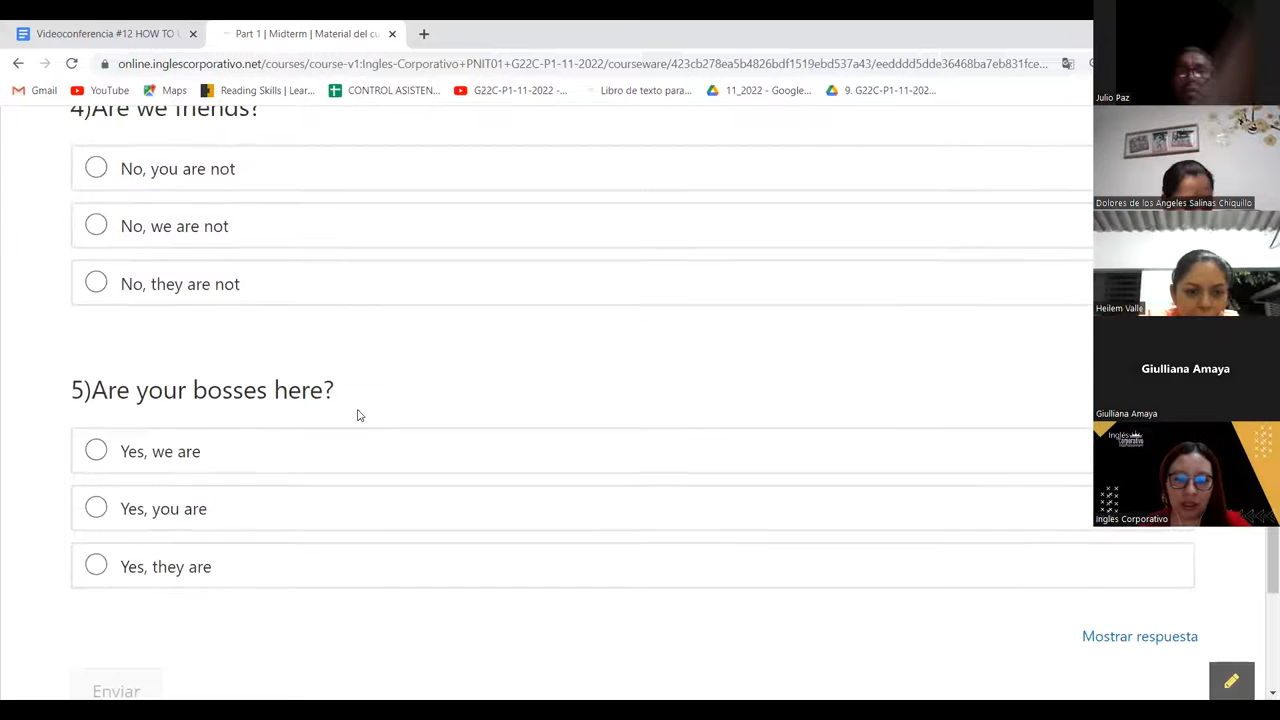 Videoconferencia #12 HOW TO
Part 1 | Midterm | Material del cu
online.inglescorporativo.net/courses/course-v1:Ingles-Corporativo+PNIT01+G22C-P1-11-2022/courseware/423cb278ea5b4826bdf1519ebd537a43/eedddd5dde36468ba7eb831fce...
Gmail
YouTube
Maps
Reading Skills | Lear...
CONTROL ASISTEN...
G22C-P1-11-2022 -...
Libro de texto para...
11_2022 - Google...
9. G22C-P1-11-202...
4)Are we friends?
No, you are not
No, we are not
No, they are not
5)Are your bosses here?
Yes, we are
Yes, you are
Yes, they are
Mostrar respuesta
Enviar
Julio Paz
Dolores de los Angeles Salinas Chiquillo
Heilem Valle
Giulliana Amaya
Giulliana Amaya
Inglés
Corporativo
Ingles Corporativo